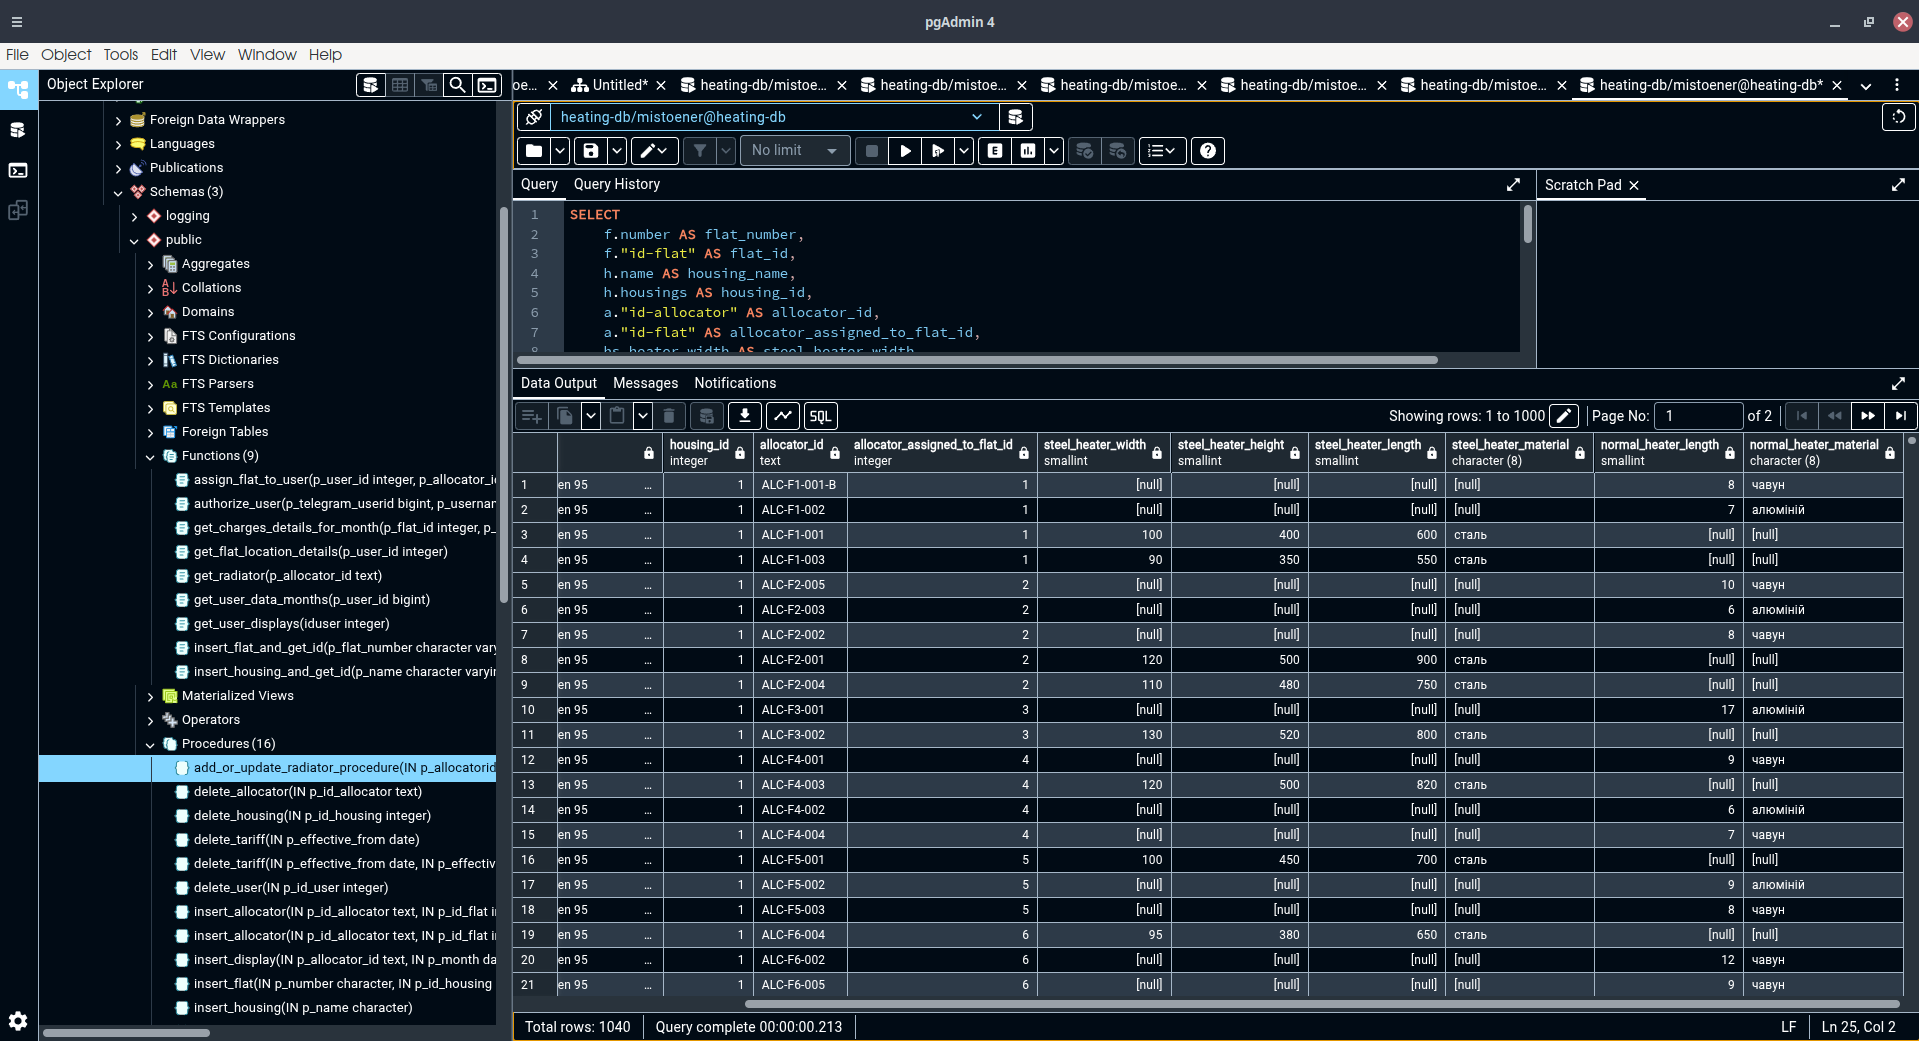 pgAdmin 4
File Object Tools Edit View Window Help
Object Explorer
oe... Untitled* heating-db/mistoe... heating-db/mistoe... heating-db/mistoe... heating-db/mistoe... heating-db/mistoe... heating-db/mistoener@heating-db*
heating-db/mistoener@heating-db
No limit
E
Query Query History
Scratch Pad
1 SELECT
2 f.number AS flat_number,
3 f."id-flat" AS flat_id,
4 h.name AS housing_name,
5 h.housings AS housing_id,
6 a."id-allocator" AS allocator_id,
7 a."id-flat" AS allocator_assigned_to_flat_id,
8 hs.heater_width AS steel_heater_width,
Foreign Data Wrappers
Languages
Publications
Schemas (3)
logging
public
Aggregates
Collations
Domains
FTS Configurations
FTS Dictionaries
Aa FTS Parsers
FTS Templates
Foreign Tables
Functions (9)
assign_flat_to_user(p_user_id integer, p_allocator_i
authorize_user(p_telegram_userid bigint, p_usernan
get_charges_details_for_month(p_flat_id integer, p_
get_flat_location_details(p_user_id integer)
get_radiator(p_allocator_id text)
get_user_data_months(p_user_id bigint)
get_user_displays(iduser integer)
insert_flat_and_get_id(p_flat_number character vary
insert_housing_and_get_id(p_name character varyin
Materialized Views
Operators
Procedures (16)
add_or_update_radiator_procedure(IN p_allocatorid
delete_allocator(IN p_id_allocator text)
delete_housing(IN p_id_housing integer)
delete_tariff(IN p_effective_from date)
delete_tariff(IN p_effective_from date, IN p_effectiv
delete_user(IN p_id_user integer)
insert_allocator(IN p_id_allocator text, IN p_id_flat i
insert_allocator(IN p_id_allocator text, IN p_id_flat i
insert_display(IN p_allocator_id text, IN p_month da
insert_flat(IN p_number character, IN p_id_housing
insert_housing(IN p_name character)
Data Output Messages Notifications
SQL
Showing rows: 1 to 1000 Page No: 1 of 2
housing_id allocator_id allocator_assigned_to_flat_id steel_heater_width steel_heater_height steel_heater_length steel_heater_material normal_heater_length normal_heater_material
integer text integer smallint smallint smallint character (8) smallint character (8)
1 en 95 ... 1 ALC-F1-001-B 1 [null] [null] [null] [null] 8 чавун
2 en 95 ... 1 ALC-F1-002 1 [null] [null] [null] [null] 7 алюміній
3 en 95 ... 1 ALC-F1-001 1 100 400 600 сталь [null] [null]
4 en 95 ... 1 ALC-F1-003 1 90 350 550 сталь [null] [null]
5 en 95 ... 1 ALC-F2-005 2 [null] [null] [null] [null] 10 чавун
6 en 95 ... 1 ALC-F2-003 2 [null] [null] [null] [null] 6 алюміній
7 en 95 ... 1 ALC-F2-002 2 [null] [null] [null] [null] 8 чавун
8 en 95 ... 1 ALC-F2-001 2 120 500 900 сталь [null] [null]
9 en 95 ... 1 ALC-F2-004 2 110 480 750 сталь [null] [null]
10 en 95 ... 1 ALC-F3-001 3 [null] [null] [null] [null] 17 алюміній
11 en 95 ... 1 ALC-F3-002 3 130 520 800 сталь [null] [null]
12 en 95 ... 1 ALC-F4-001 4 [null] [null] [null] [null] 9 чавун
13 en 95 ... 1 ALC-F4-003 4 120 500 820 сталь [null] [null]
14 en 95 ... 1 ALC-F4-002 4 [null] [null] [null] [null] 6 алюміній
15 en 95 ... 1 ALC-F4-004 4 [null] [null] [null] [null] 7 чавун
16 en 95 ... 1 ALC-F5-001 5 100 450 700 сталь [null] [null]
17 en 95 ... 1 ALC-F5-002 5 [null] [null] [null] [null] 9 алюміній
18 en 95 ... 1 ALC-F5-003 5 [null] [null] [null] [null] 8 чавун
19 en 95 ... 1 ALC-F6-004 6 95 380 650 сталь [null] [null]
20 en 95 ... 1 ALC-F6-002 6 [null] [null] [null] [null] 12 чавун
21 en 95 ... 1 ALC-F6-005 6 [null] [null] [null] [null] 9 чавун
Total rows: 1040 Query complete 00:00:00.213 LF Ln 25, Col 2